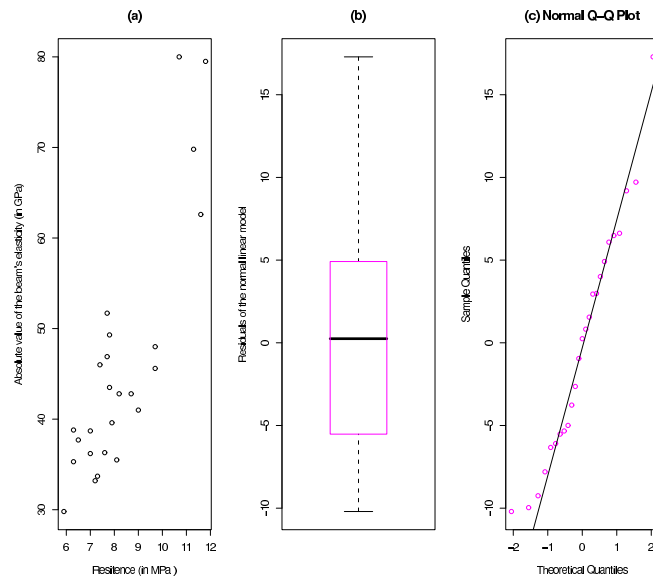 (a)
Absolute value of the beam's elasticity (in GPa)
80
70
60
50
40
30
6 7 8 9 10 11 12
Resitence (in MPa )
(b)
Residuals of the normal linear model
15
10
5
0
−5
−10
(c) Normal Q−Q Plot
Sample Quantiles
15
10
5
0
−5
−10
−2 −1 0 1 2
Theoretical Quantiles